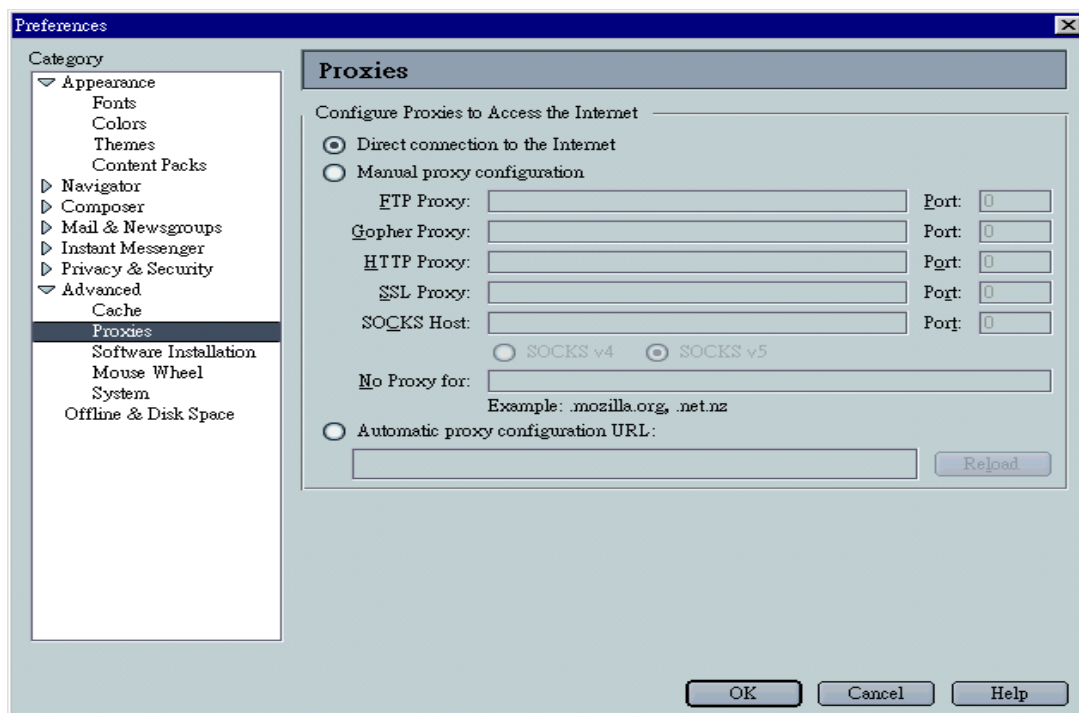 Preferences
Category
Appearance
Fonts
Colors
Themes
Content Packs
Navigator
Composer
Mail & Newsgroups
Instant Messenger
Privacy & Security
Advanced
Cache
Proxies
Software Installation
Mouse Wheel
System
Offline & Disk Space
Proxies
Configure Proxies to Access the Internet
Direct connection to the Internet
Manual proxy configuration
FTP Proxy: Port: 0
Gopher Proxy: Port: 0
HTTP Proxy: Port: 0
SSL Proxy: Port: 0
SOCKS Host: Port: 0
SOCKS v4 SOCKS v5
No Proxy for:
Example: .mozilla.org, .net.nz
Automatic proxy configuration URL:
Reload
OK Cancel Help